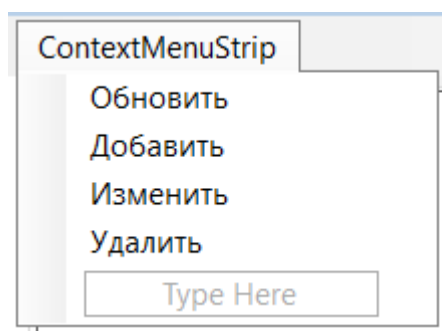 ContextMenuStrip
Обновить
Добавить
Изменить
Удалить
Type Here